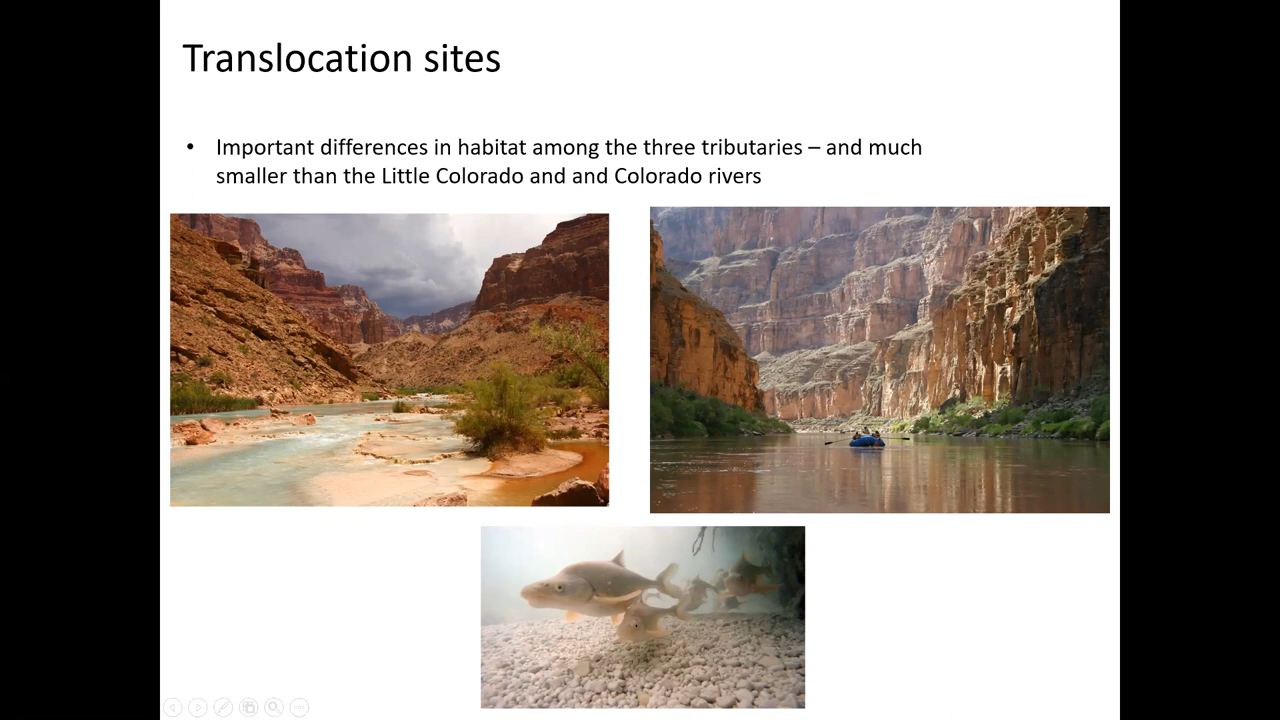 Translocation sites
• Important differences in habitat among the three tributaries – and much
smaller than the Little Colorado and and Colorado rivers